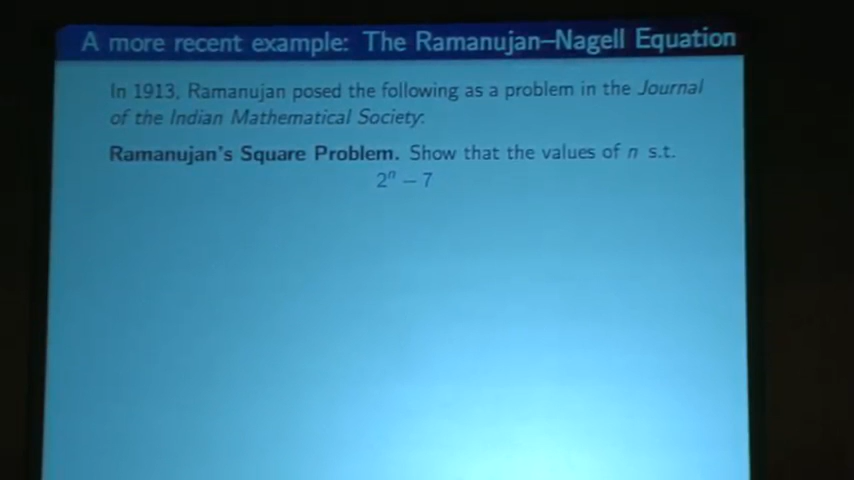 A more recent example: The Ramanujan–Nagell Equation
In 1913, Ramanujan posed the following as a problem in the Journal
of the Indian Mathematical Society.
Ramanujan's Square Problem. Show that the values of n s.t.
2ⁿ – 7